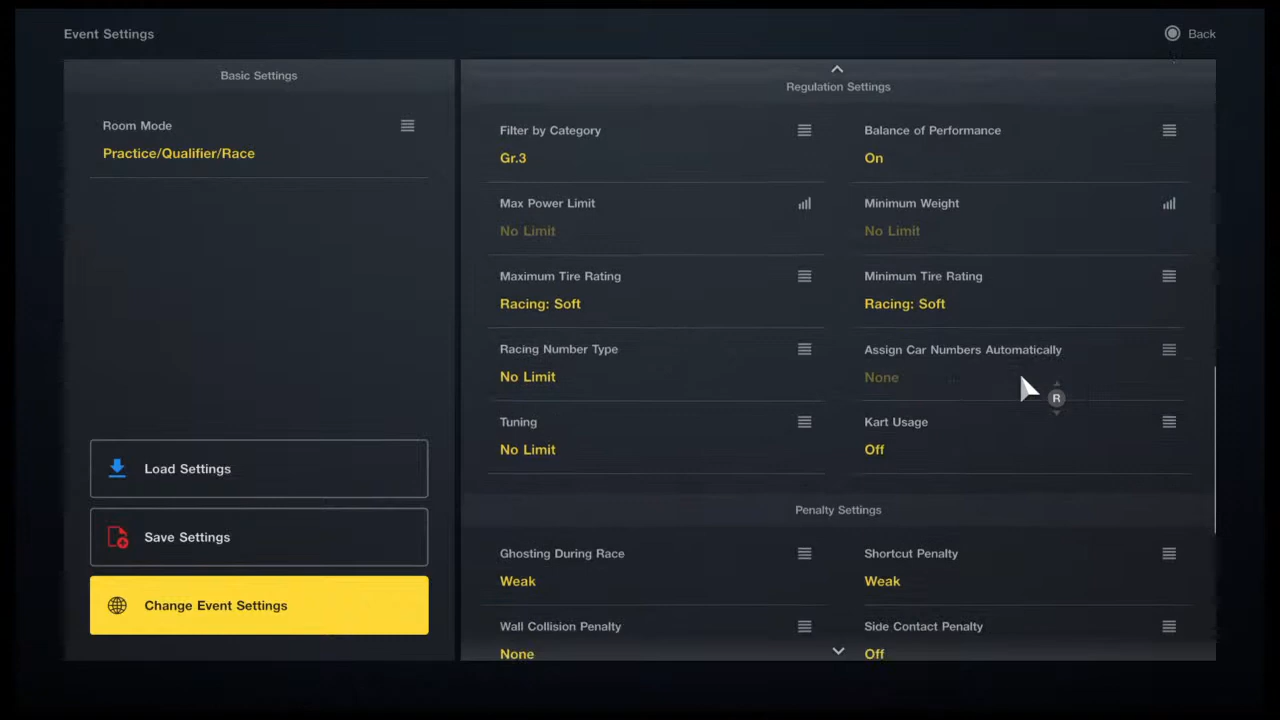 Event Settings
Back
Basic Settings
Room Mode
Practice/Qualifier/Race
Load Settings
Save Settings
Change Event Settings
Regulation Settings
Filter by Category
Gr.3
Balance of Performance
On
Max Power Limit
No Limit
Minimum Weight
No Limit
Maximum Tire Rating
Racing: Soft
Minimum Tire Rating
Racing: Soft
Racing Number Type
No Limit
Assign Car Numbers Automatically
None
R
Tuning
No Limit
Kart Usage
Off
Penalty Settings
Ghosting During Race
Weak
Shortcut Penalty
Weak
Wall Collision Penalty
None
Side Contact Penalty
Off